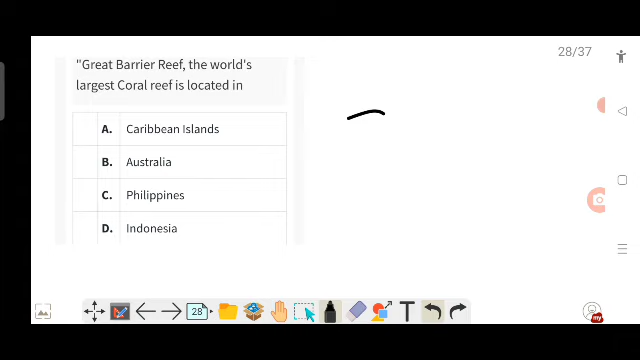 28/37
"Great Barrier Reef, the world's
largest Coral reef is located in
A. Caribbean Islands
B. Australia
C. Philippines
D. Indonesia
28
T
my